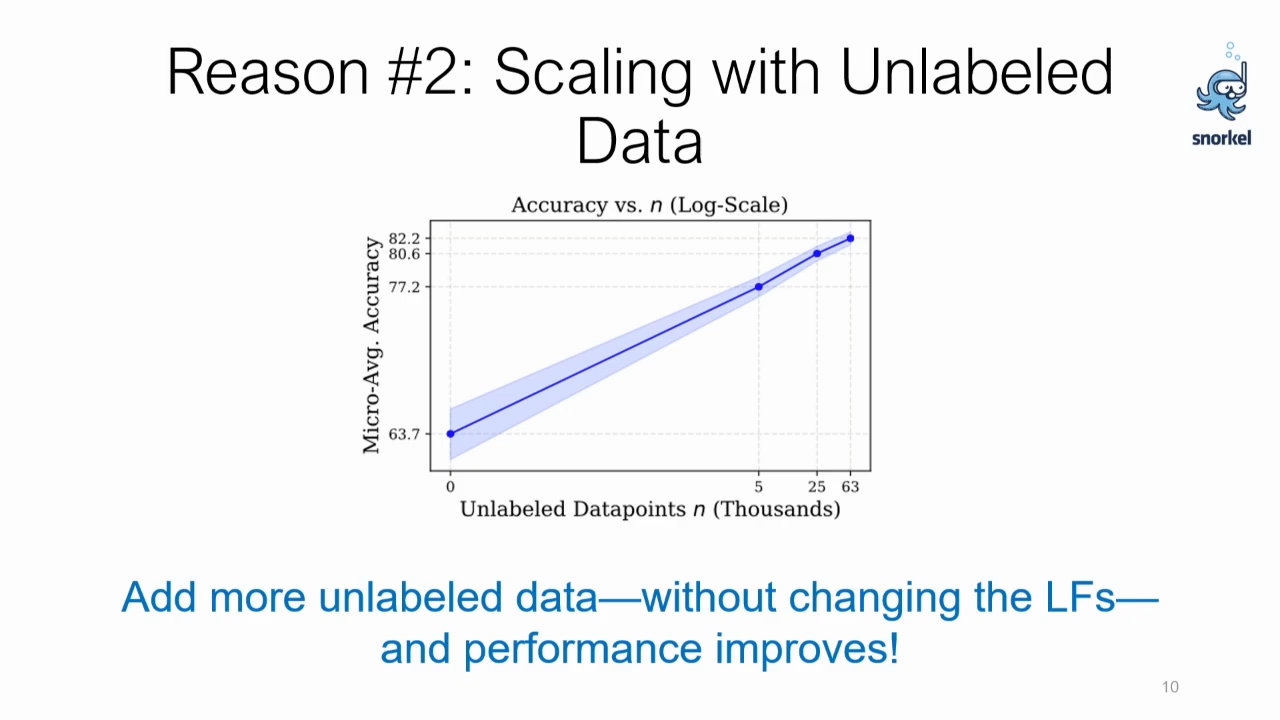 Reason #2: Scaling with Unlabeled
Data
snorkel
Accuracy vs. n (Log-Scale)
Micro-Avg. Accuracy
82.2
80.6
77.2
63.7
0 5 25 63
Unlabeled Datapoints n (Thousands)
Add more unlabeled data—without changing the LFs—
and performance improves!
10